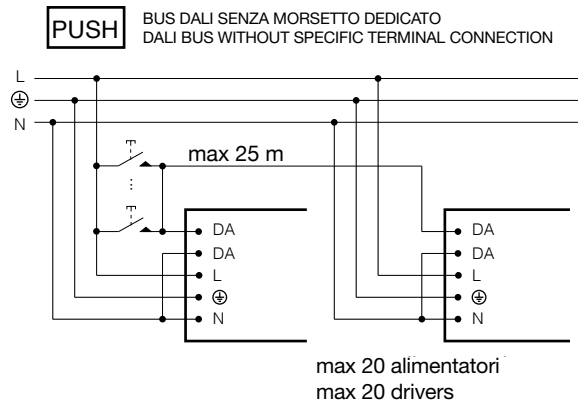 PUSH
BUS DALI SENZA MORSETTO DEDICATO
DALI BUS WITHOUT SPECIFIC TERMINAL CONNECTION
L
N
max 25 m
...
DA
DA
L
N
DA
DA
L
N
max 20 alimentatori
max 20 drivers